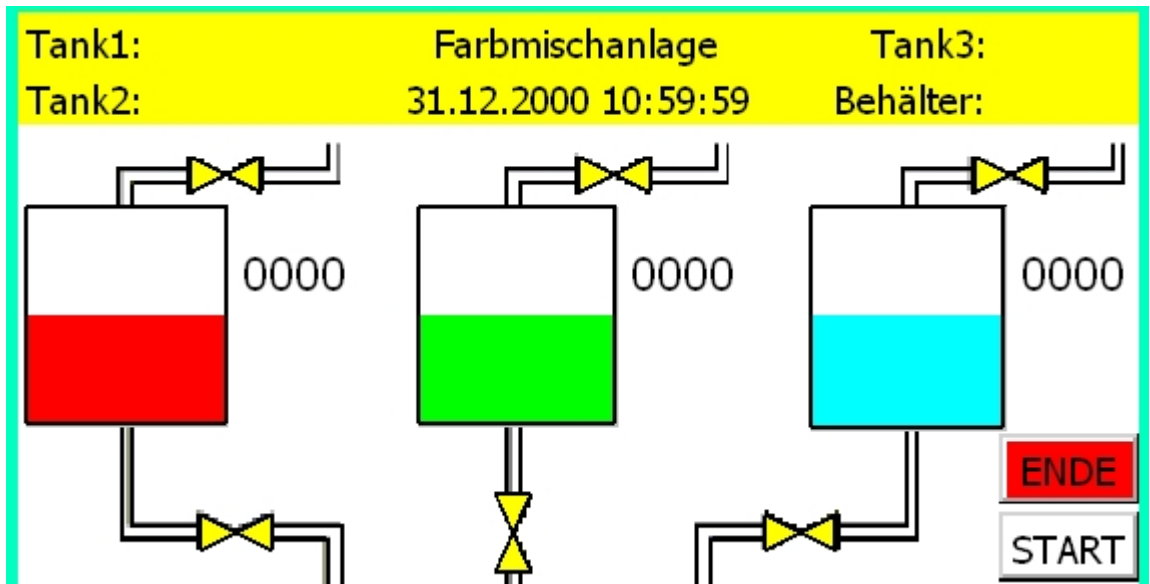 Tank1: Farbmischanlage Tank3:
Tank2: 31.12.2000 10:59:59 Behälter:
0000 0000 0000
ENDE
START